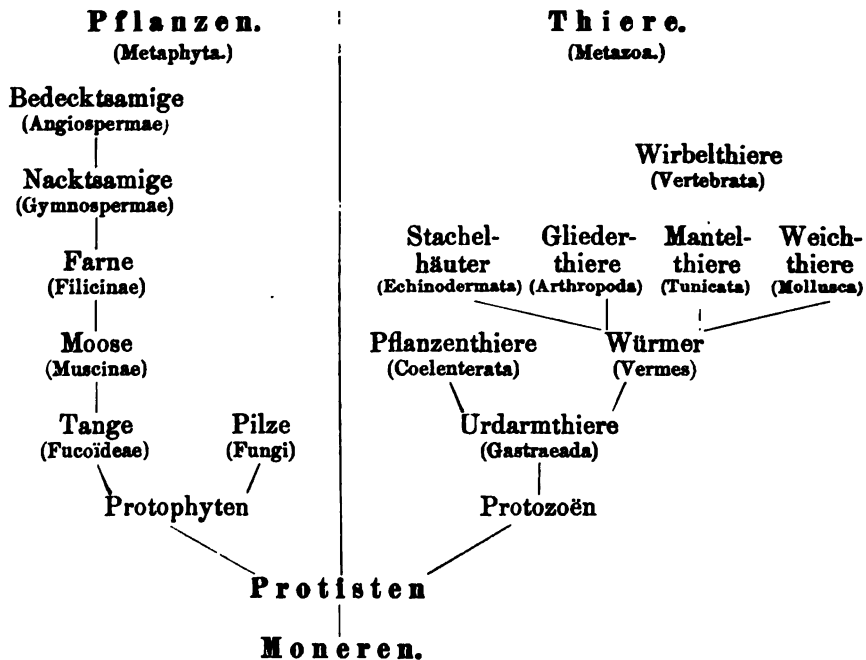 Pflanzen.
(Metaphyta.)
Bedecktsamige
(Angiospermae)
Nacktsamige
(Gymnospermae)
Farne
(Filicinae)
Moose
(Muscinae)
Tange
(Fucoïdeae)
Pilze
(Fungi)
Protophyten
Thiere.
(Metazoa.)
Wirbelthiere
(Vertebrata)
Stachel-
häuter
(Echinodermata)
Glieder-
thiere
(Arthropoda)
Mantel-
thiere
(Tunicata)
Weich-
thiere
(Mollusca)
Pflanzenthiere
(Coelenterata)
Würmer
(Vermes)
Urdarmthiere
(Gastraeada)
Protozoën
Protisten
Moneren.